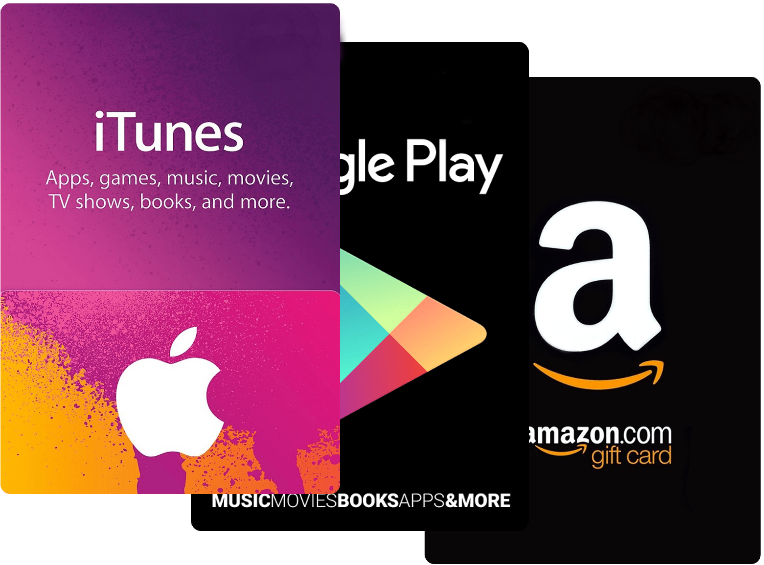 iTunes
Apps, games, music, movies,
TV shows, books, and more.
gle Play
MUSICMOVIESBOOKSAPPS&MORE
a
amazon.com
gift card